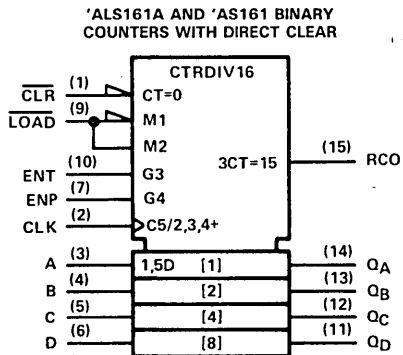 'ALS161A AND 'AS161 BINARY
COUNTERS WITH DIRECT CLEAR
CTRDIV16
CLR (1) CT=0
LOAD (9) M1
M2
3CT=15 (15) RCO
ENT (10) G3
ENP (7) G4
CLK (2) C5/2,3,4+
A (3) 1,5D [1] (14) QA
B (4) [2] (13) QB
C (5) [4] (12) QC
D (6) [8] (11) QD